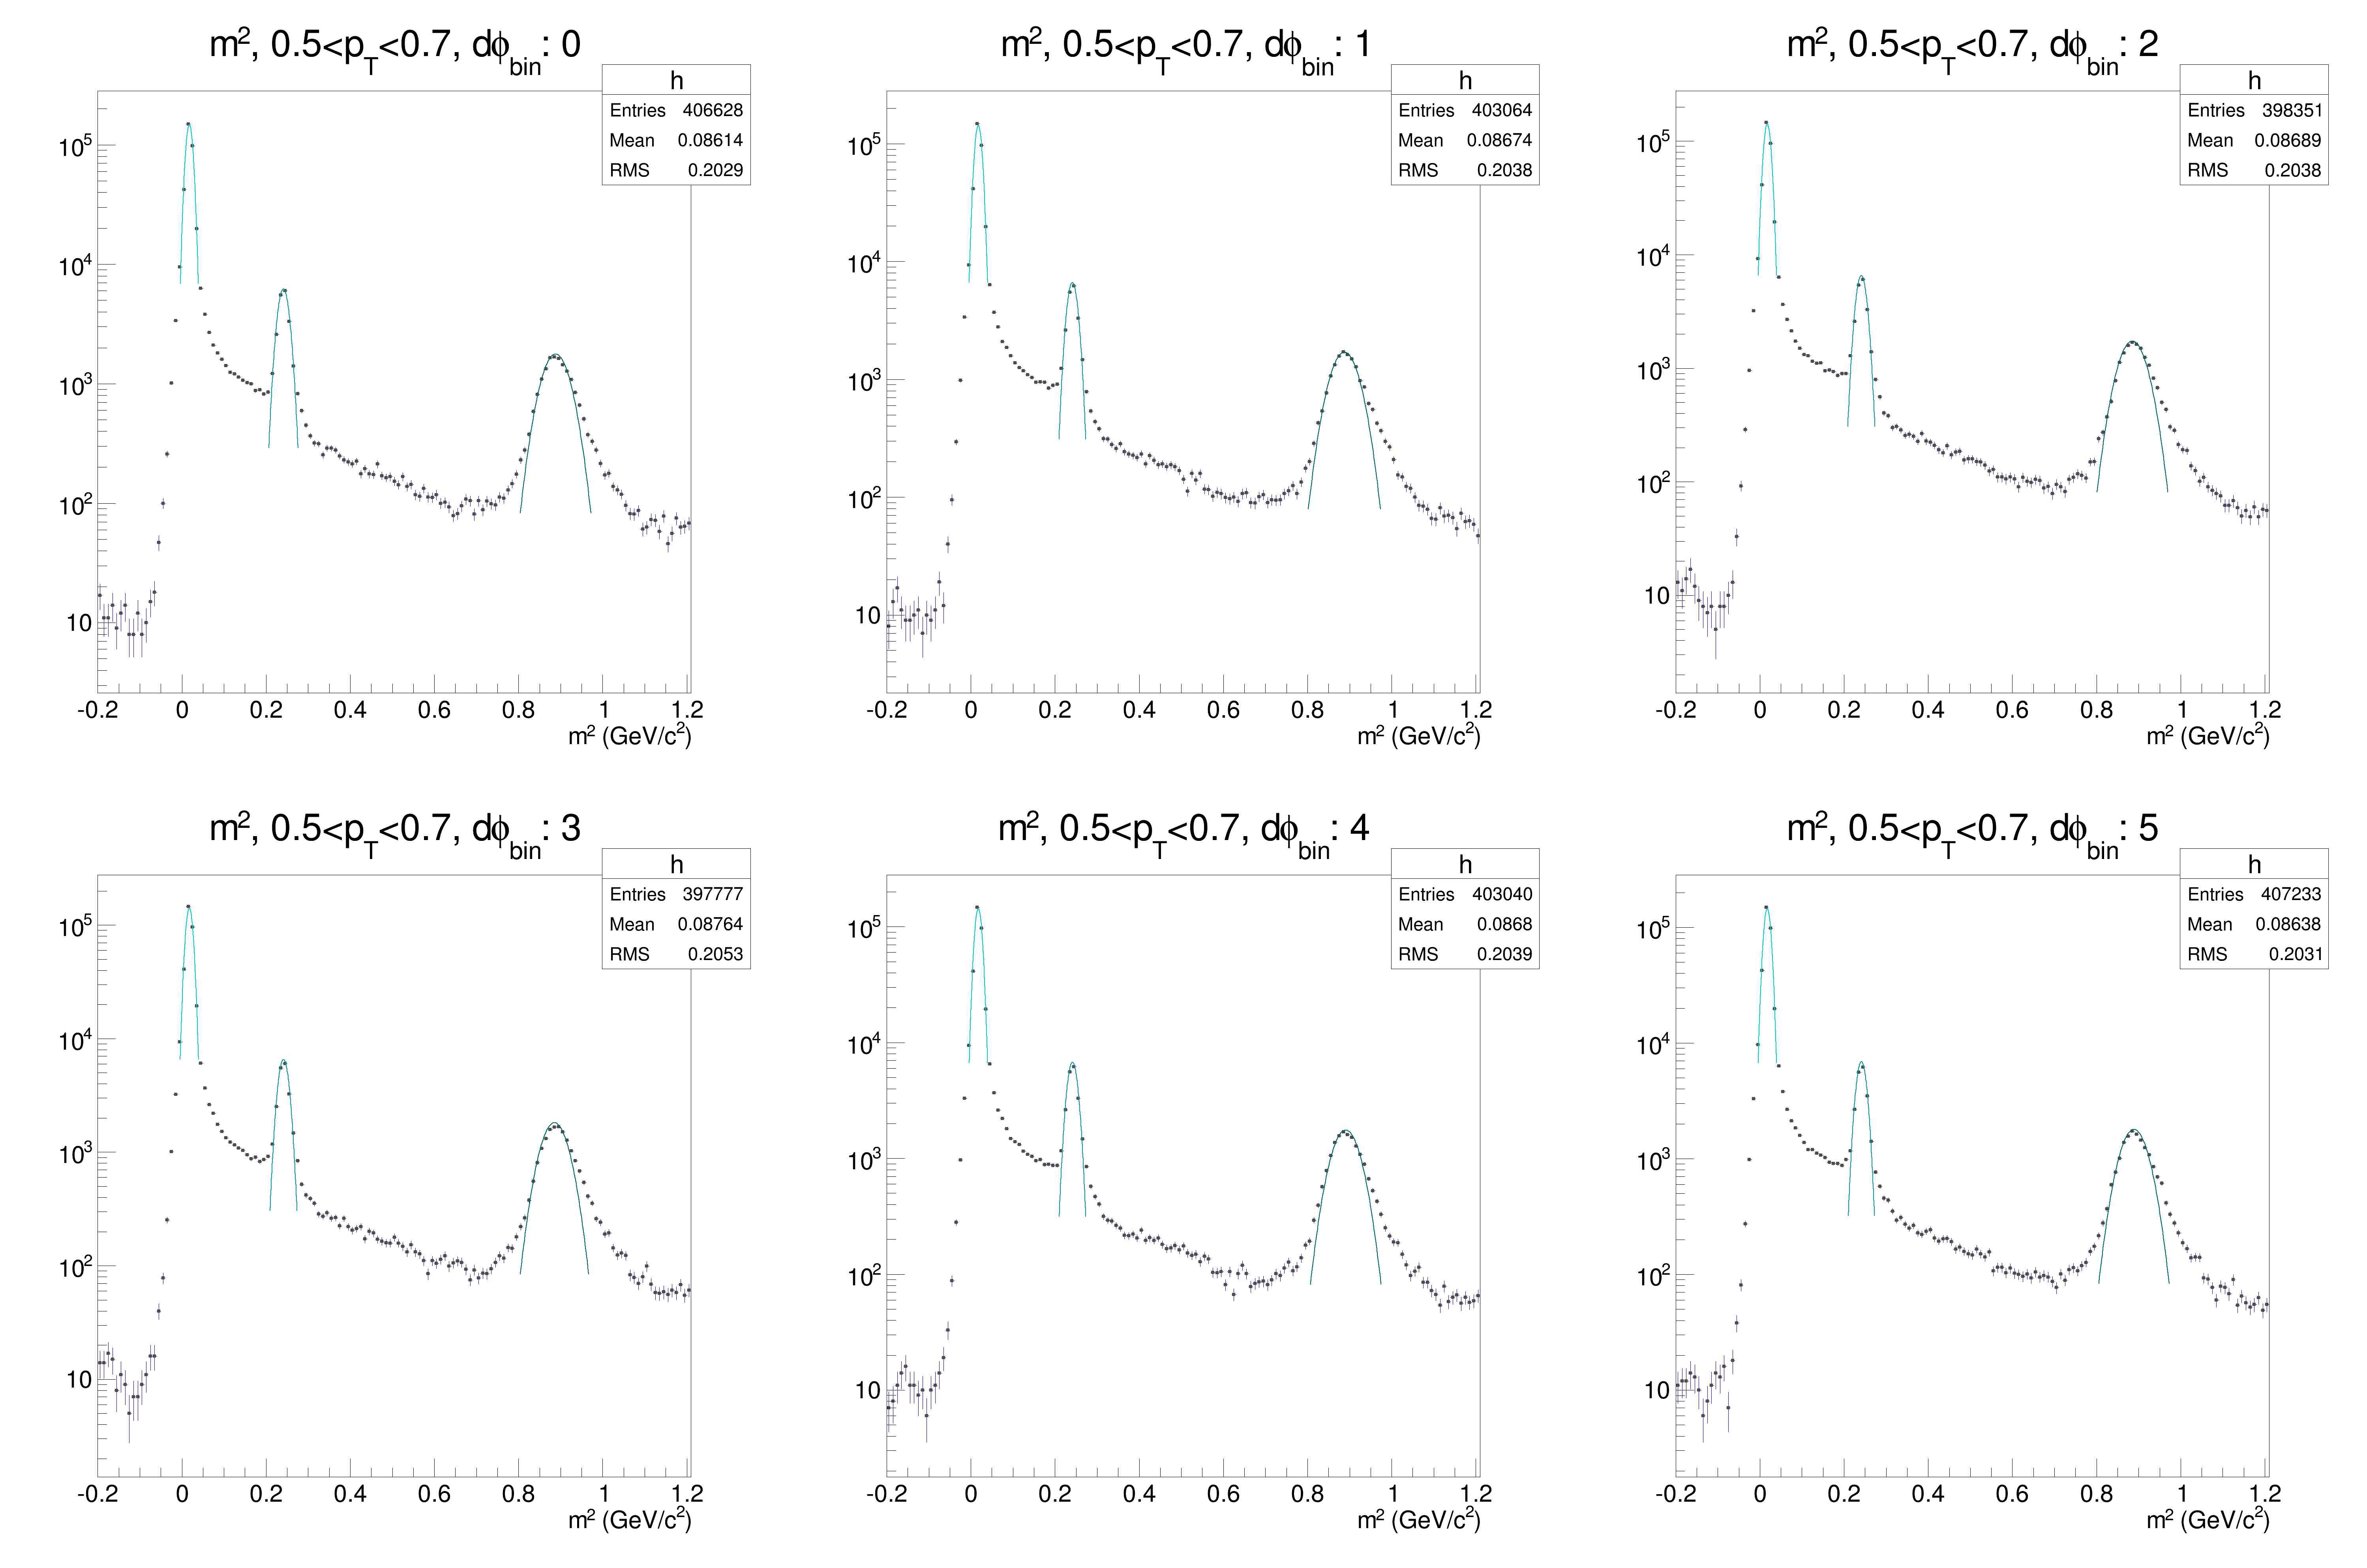 m², 0.5<p_T<0.7, dϕ_bin: 0
h
Entries 406628
Mean 0.08614
RMS 0.2029
10⁵
10⁴
10³
10²
10
-0.2 0 0.2 0.4 0.6 0.8 1 1.2
m² (GeV/c²)
m², 0.5<p_T<0.7, dϕ_bin: 1
h
Entries 403064
Mean 0.08674
RMS 0.2038
10⁵
10⁴
10³
10²
10
-0.2 0 0.2 0.4 0.6 0.8 1 1.2
m² (GeV/c²)
m², 0.5<p_T<0.7, dϕ_bin: 2
h
Entries 398351
Mean 0.08689
RMS 0.2038
10⁵
10⁴
10³
10²
10
-0.2 0 0.2 0.4 0.6 0.8 1 1.2
m² (GeV/c²)
m², 0.5<p_T<0.7, dϕ_bin: 3
h
Entries 397777
Mean 0.08764
RMS 0.2053
10⁵
10⁴
10³
10²
10
-0.2 0 0.2 0.4 0.6 0.8 1 1.2
m² (GeV/c²)
m², 0.5<p_T<0.7, dϕ_bin: 4
h
Entries 403040
Mean 0.0868
RMS 0.2039
10⁵
10⁴
10³
10²
10
-0.2 0 0.2 0.4 0.6 0.8 1 1.2
m² (GeV/c²)
m², 0.5<p_T<0.7, dϕ_bin: 5
h
Entries 407233
Mean 0.08638
RMS 0.2031
10⁵
10⁴
10³
10²
10
-0.2 0 0.2 0.4 0.6 0.8 1 1.2
m² (GeV/c²)